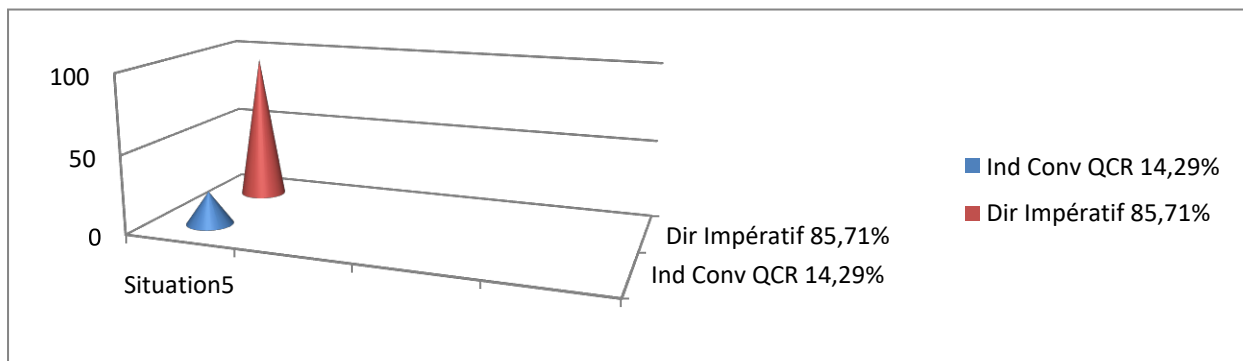 100
50
0
Situation5
Dir Impératif 85,71%
Ind Conv QCR 14,29%
Ind Conv QCR 14,29%
Dir Impératif 85,71%